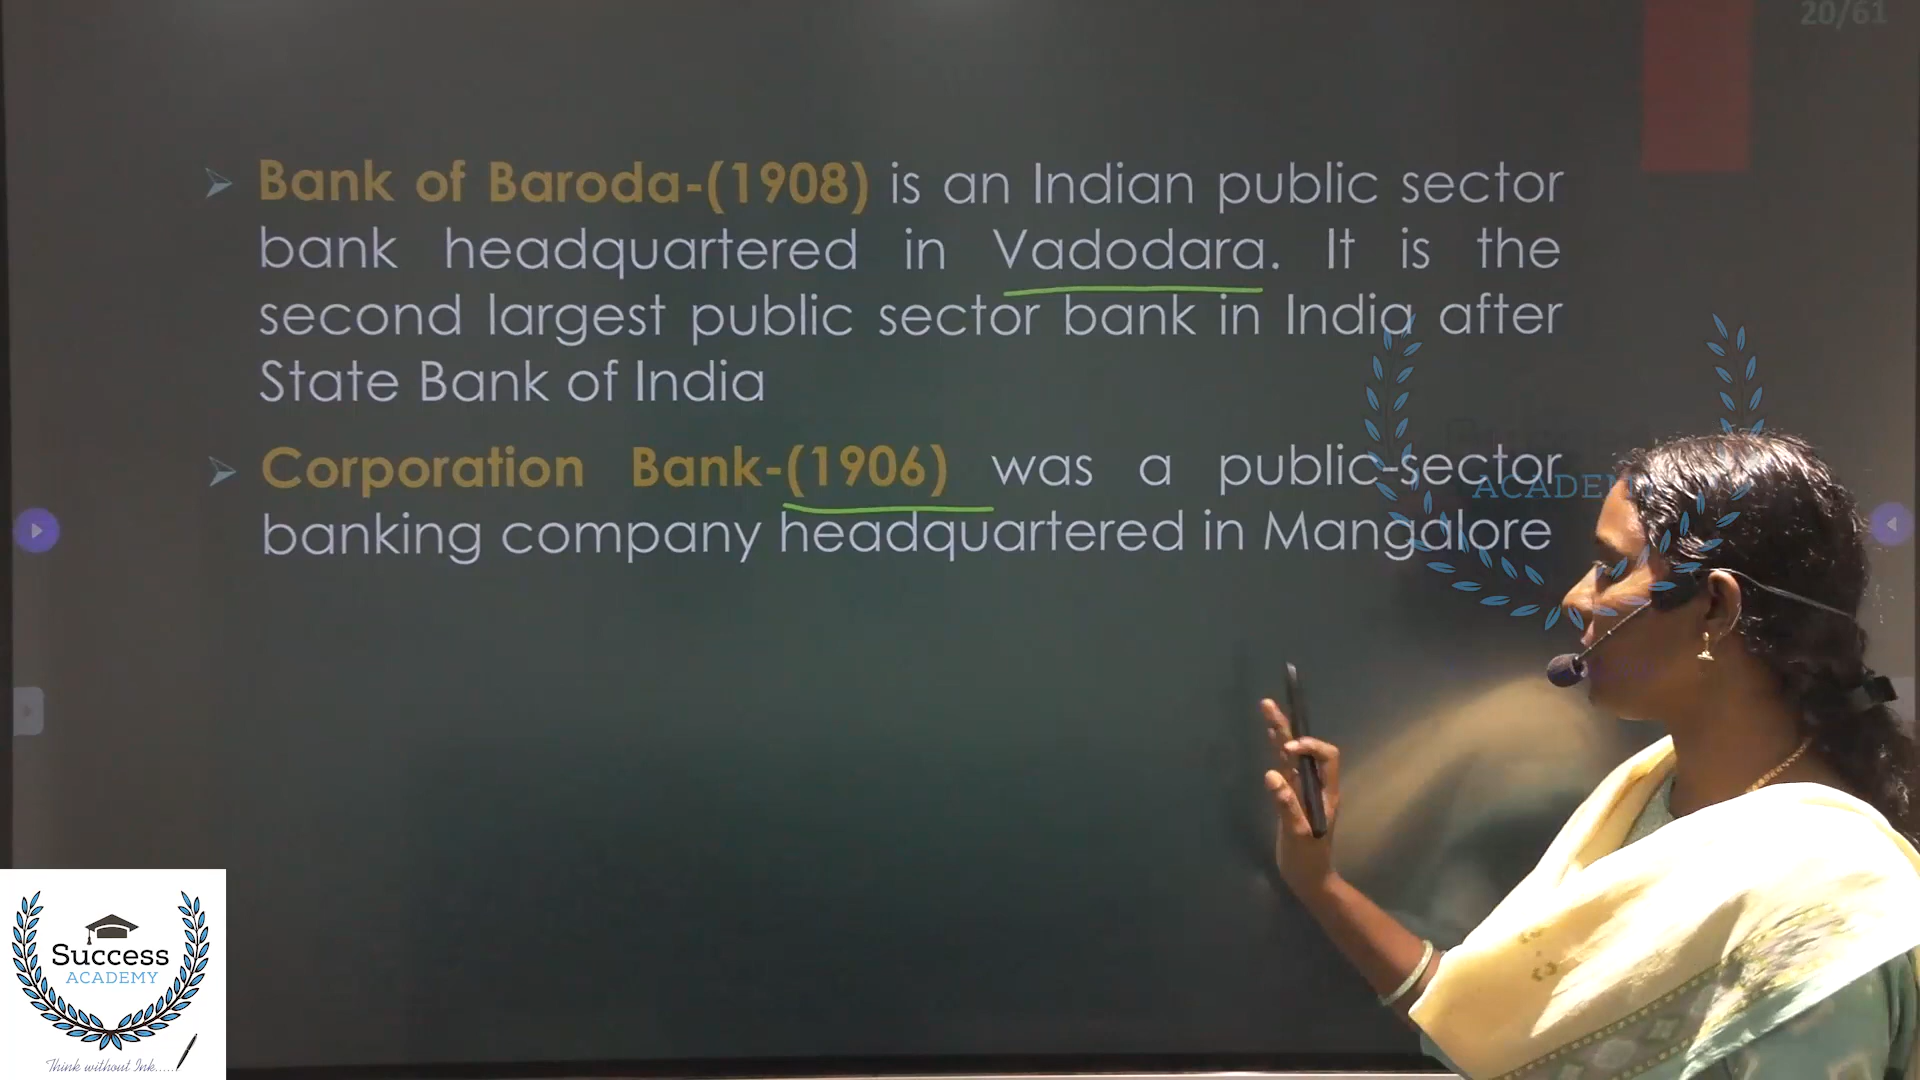 20/61
Bank of Baroda-(1908) is an Indian public sector
bank headquartered in Vadodara. It is the
second largest public sector bank in India after
State Bank of India
Corporation Bank-(1906) was a public-sector
banking company headquartered in Mangalore
ACADEMY
Success
ACADEMY
Think without Ink.....